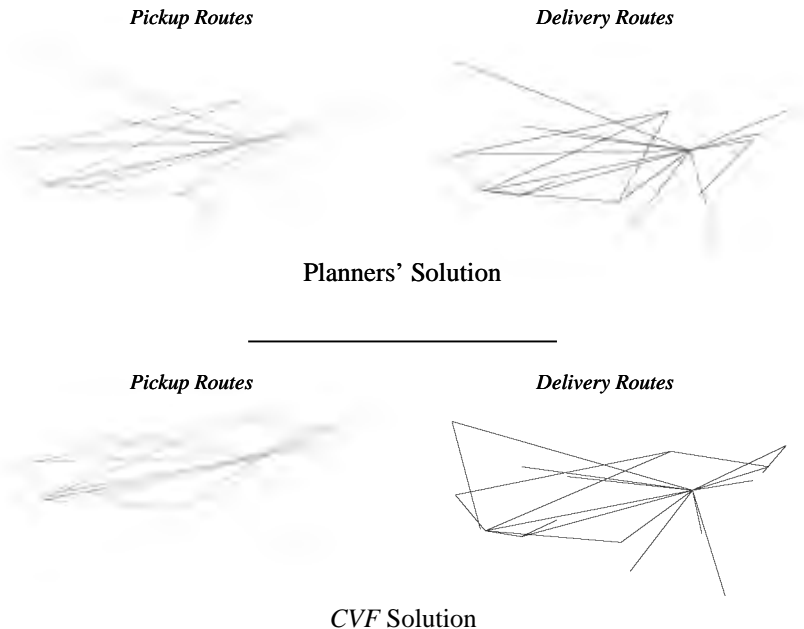 Pickup Routes
Delivery Routes
Planners’ Solution
Pickup Routes
Delivery Routes
CVF Solution